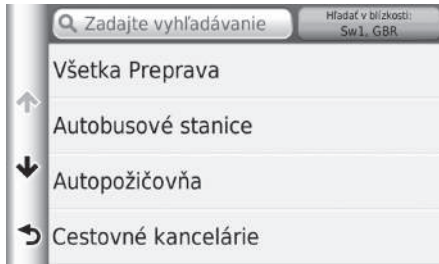 Zadajte vyhľadávanie
Hľadať v blízkosti:
Sw1, GBR
Všetka Preprava
Autobusové stanice
Autopožičovňa
Cestovné kancelárie